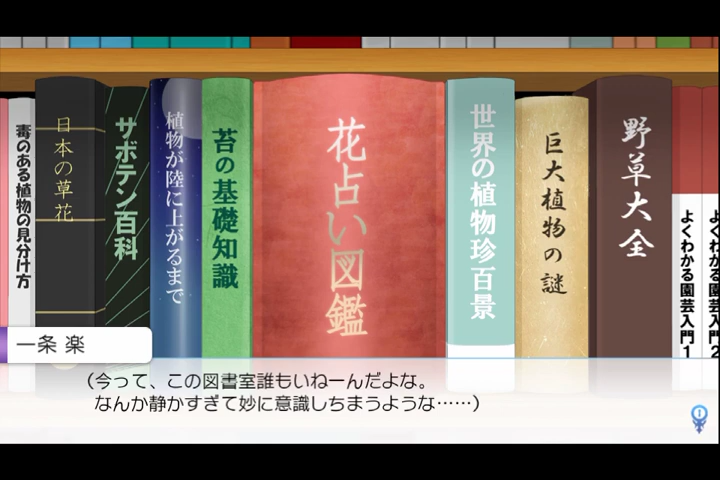 毒のある植物の見分け方
日本の草花
サボテン百科
植物が陸に上がるまで
苔の基礎知識
花占い図鑑
世界の植物珍百景
巨大植物の謎
野草大全
よくわかる園芸入門1
よくわかる園芸入門2
一条 楽
（今って、この図書室誰もいねーんだよな。
なんか静かすぎて妙に意識しちまうような……）